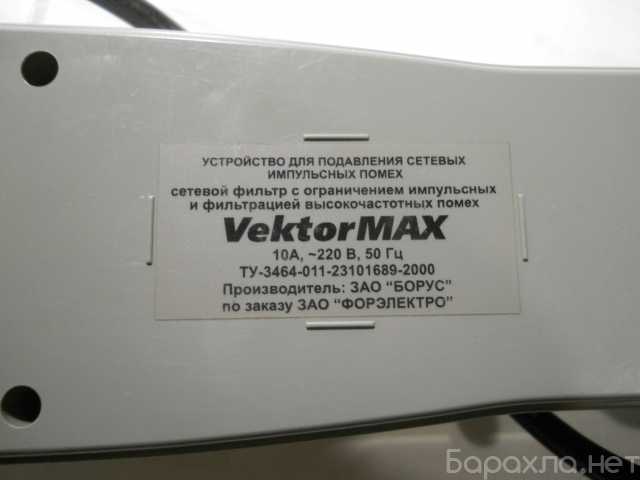 УСТРОЙСТВО ДЛЯ ПОДАВЛЕНИЯ СЕТЕВЫХ
ИМПУЛЬСНЫХ ПОМЕХ
сетевой фильтр с ограничением импульсных
и фильтрацией высокочастотных помех
VektorMAX
10А, ~220 В, 50 Гц
ТУ-3464-011-23101689-2000
Производитель: ЗАО "БОРУС"
по заказу ЗАО "ФОРЭЛЕКТРО"
Барахла.нет